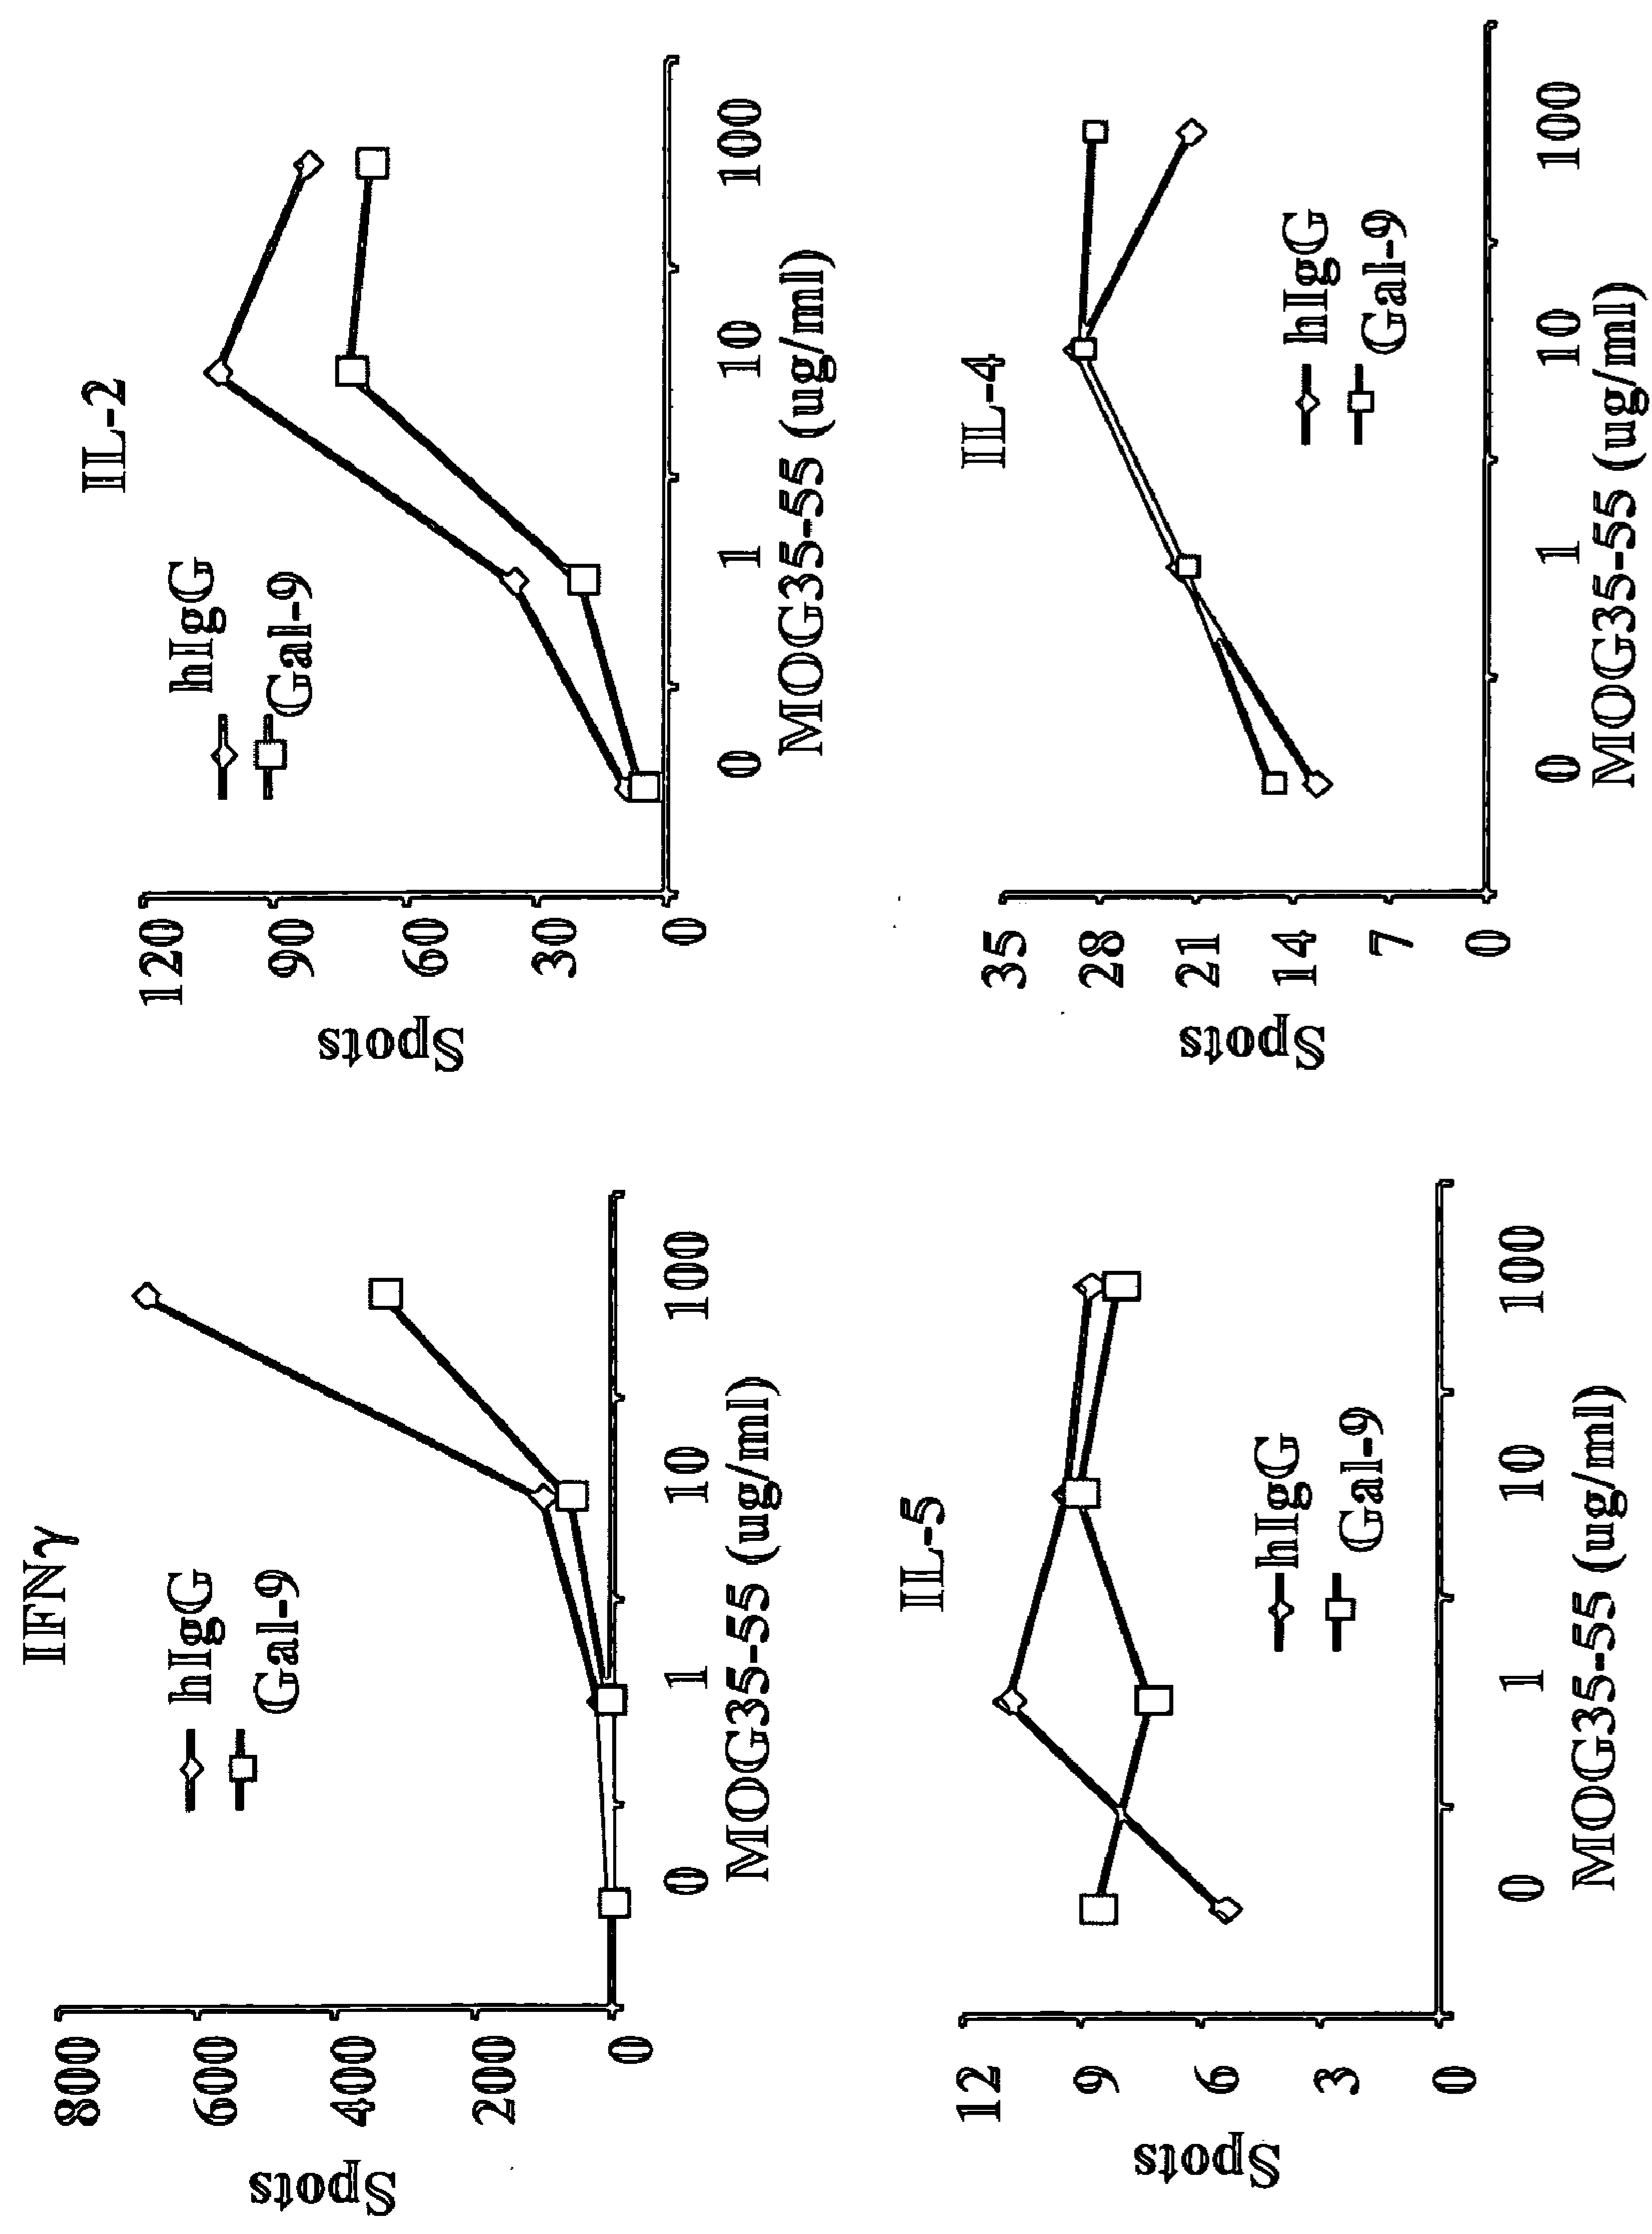 IFNγ
Spots
800
600
400
200
0
hIgG
Gal-9
0 1 10 100
MOG35-55 (ug/ml)
IL-2
Spots
120
90
60
30
0
hIgG
Gal-9
0 1 10 100
MOG35-55 (ug/ml)
IL-5
Spots
12
9
6
3
0
hIgG
Gal-9
0 1 10 100
MOG35-55 (ug/ml)
IL-4
Spots
35
28
21
14
7
0
hIgG
Gal-9
0 1 10 100
MOG35-55 (ug/ml)